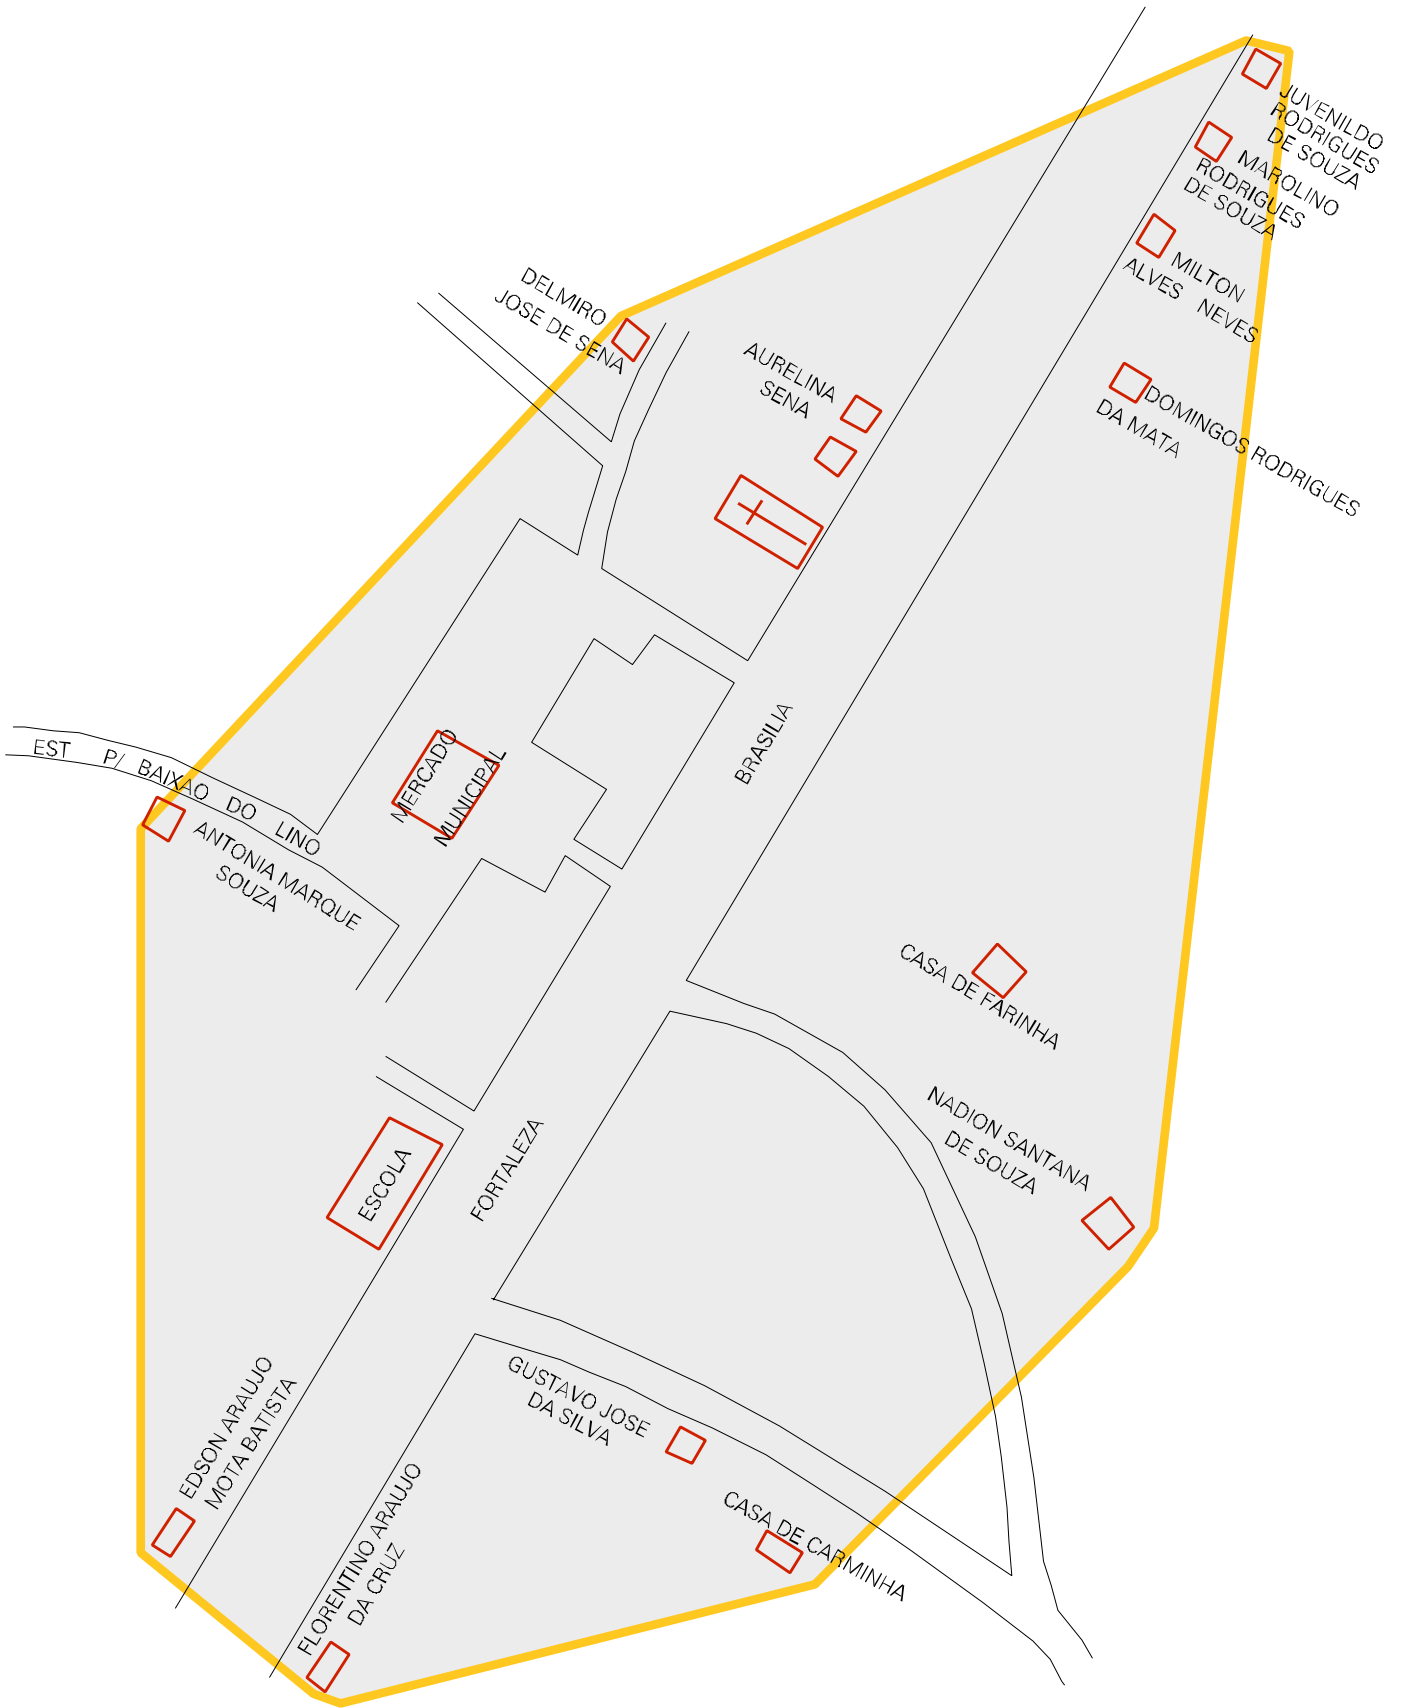 JUVENILDO
RODRIGUES
DE SOUZA
MAROLINO
RODRIGUES
DE SOUZA
MILTON
ALVES NEVES
DELMIRO
JOSE DE SENA
AURELINA
SENA
DOMINGOS RODRIGUES
DA MATA
BRASILIA
MERCADO
MUNICIPAL
EST P/ BAIXAO DO LINO
ANTONIA MARQUE
SOUZA
CASA DE FARINHA
NADION SANTANA
DE SOUZA
FORTALEZA
ESCOLA
GUSTAVO JOSE
DA SILVA
EDSON ARAUJO
MOTA BATISTA
FLORENTINO ARAUJO
DA CRUZ
CASA DE CARMINHA